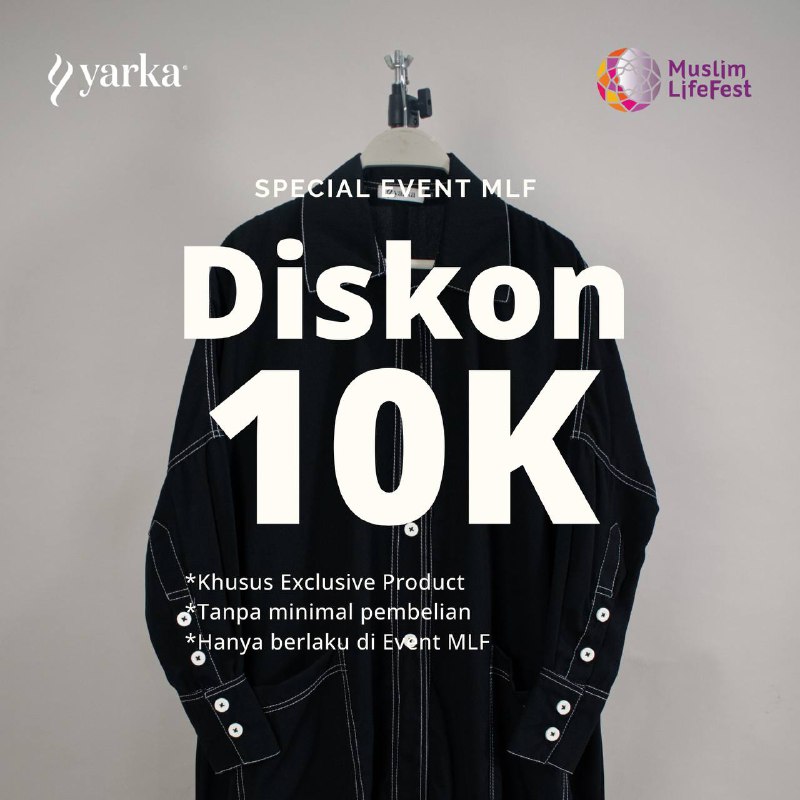 yarka
Muslim
LifeFest
SPECIAL EVENT MLF
yarka
Diskon
10K
*Khusus Exclusive Product
*Tanpa minimal pembelian
*Hanya berlaku di Event MLF